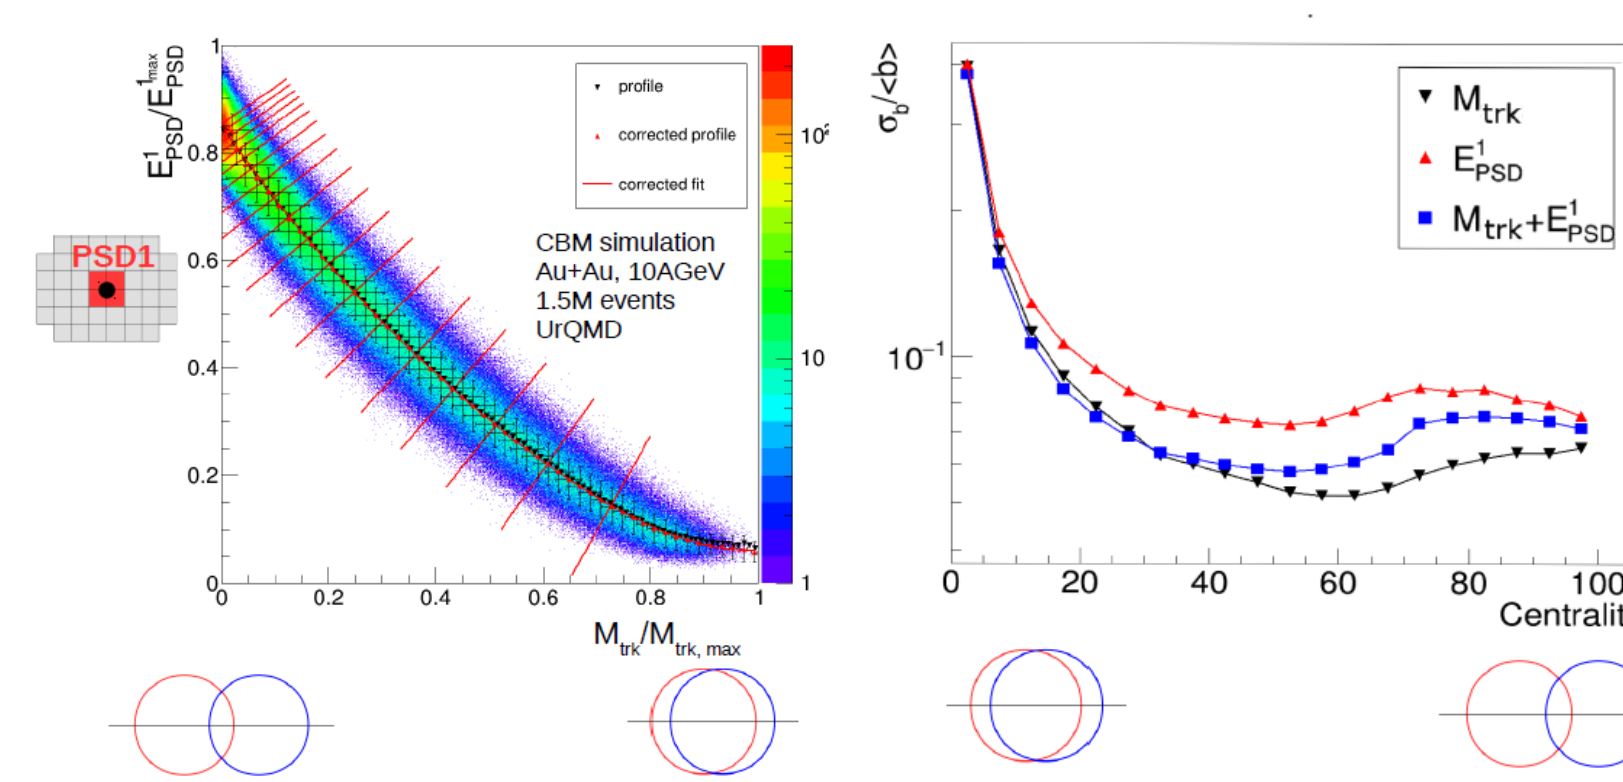 E¹PSD/E¹ᵐᵃˣPSD
1
0.8
0.6
0.4
0.2
0
0
0.2
0.4
0.6
0.8
1
Mtrk/Mtrk, max
profile
corrected profile
corrected fit
CBM simulation
Au+Au, 10AGeV
1.5M events
UrQMD
10²
10
1
PSD1
σb/<b>
10⁻¹
Mtrk
E¹PSD
Mtrk+E¹PSD
0
20
40
60
80
100
Centralit